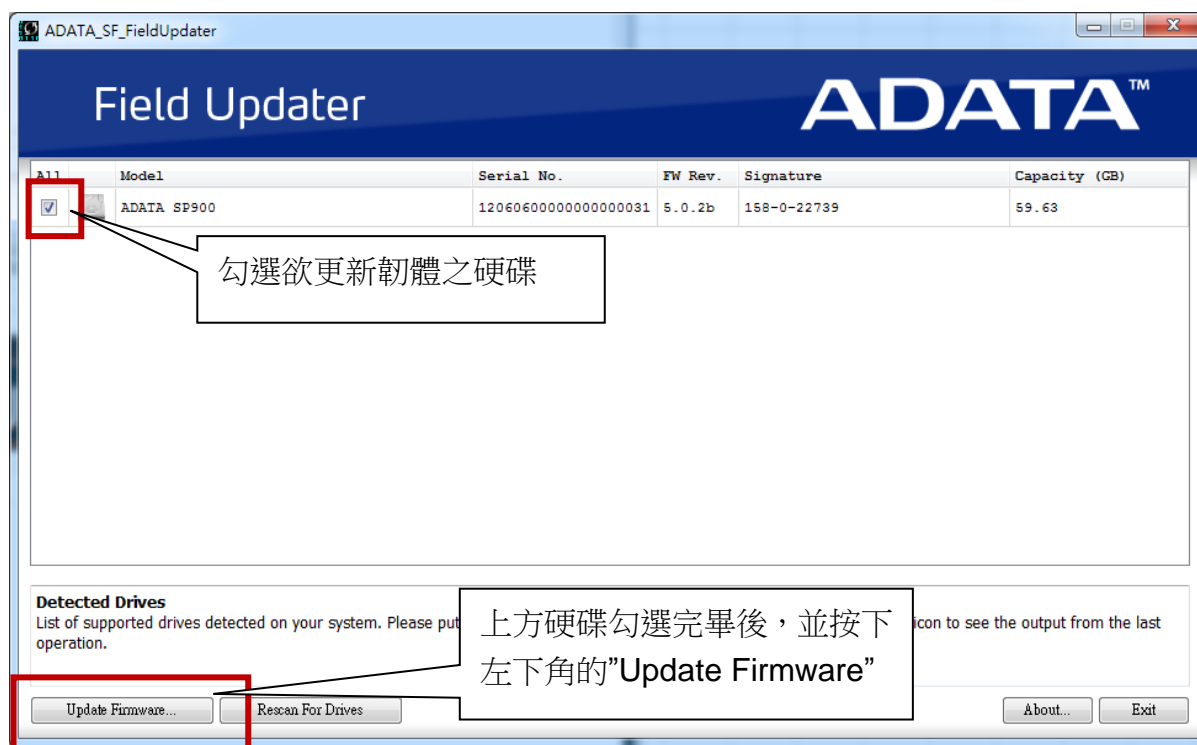 ADATA_SF_FieldUpdater
Field Updater
ADATA™
All Model Serial No. FW Rev. Signature Capacity (GB)
ADATA SP900 12060600000000000031 5.0.2b 158-0-22739 59.63
勾選欲更新韌體之硬碟
Detected Drives
List of supported drives detected on your system. Please put
icon to see the output from the last
operation.
上方硬碟勾選完畢後，並按下
左下角的”Update Firmware”
Update Firmware... Rescan For Drives About... Exit